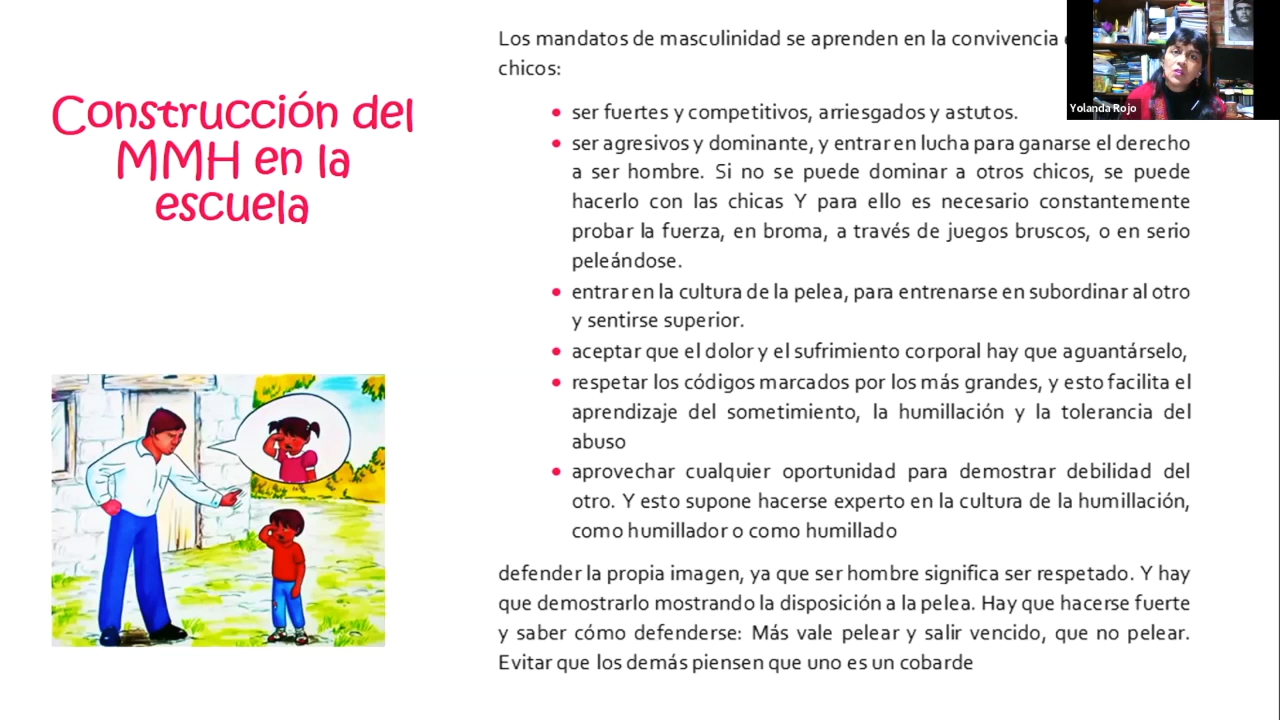 Construcción del
MMH en la
escuela
Los mandatos de masculinidad se aprenden en la convivencia
chicos:
• ser fuertes y competitivos, arriesgados y astutos.
• ser agresivos y dominante, y entrar en lucha para ganarse el derecho
a ser hombre. Si no se puede dominar a otros chicos, se puede
hacerlo con las chicas Y para ello es necesario constantemente
probar la fuerza, en broma, a través de juegos bruscos, o en serio
peleándose.
• entrar en la cultura de la pelea, para entrenarse en subordinar al otro
y sentirse superior.
• aceptar que el dolor y el sufrimiento corporal hay que aguantárselo,
• respetar los códigos marcados por los más grandes, y esto facilita el
aprendizaje del sometimiento, la humillación y la tolerancia del
abuso
• aprovechar cualquier oportunidad para demostrar debilidad del
otro. Y esto supone hacerse experto en la cultura de la humillación,
como humillador o como humillado
defender la propia imagen, ya que ser hombre significa ser respetado. Y hay
que demostrarlo mostrando la disposición a la pelea. Hay que hacerse fuerte
y saber cómo defenderse: Más vale pelear y salir vencido, que no pelear.
Evitar que los demás piensen que uno es un cobarde
Yolanda Rojo